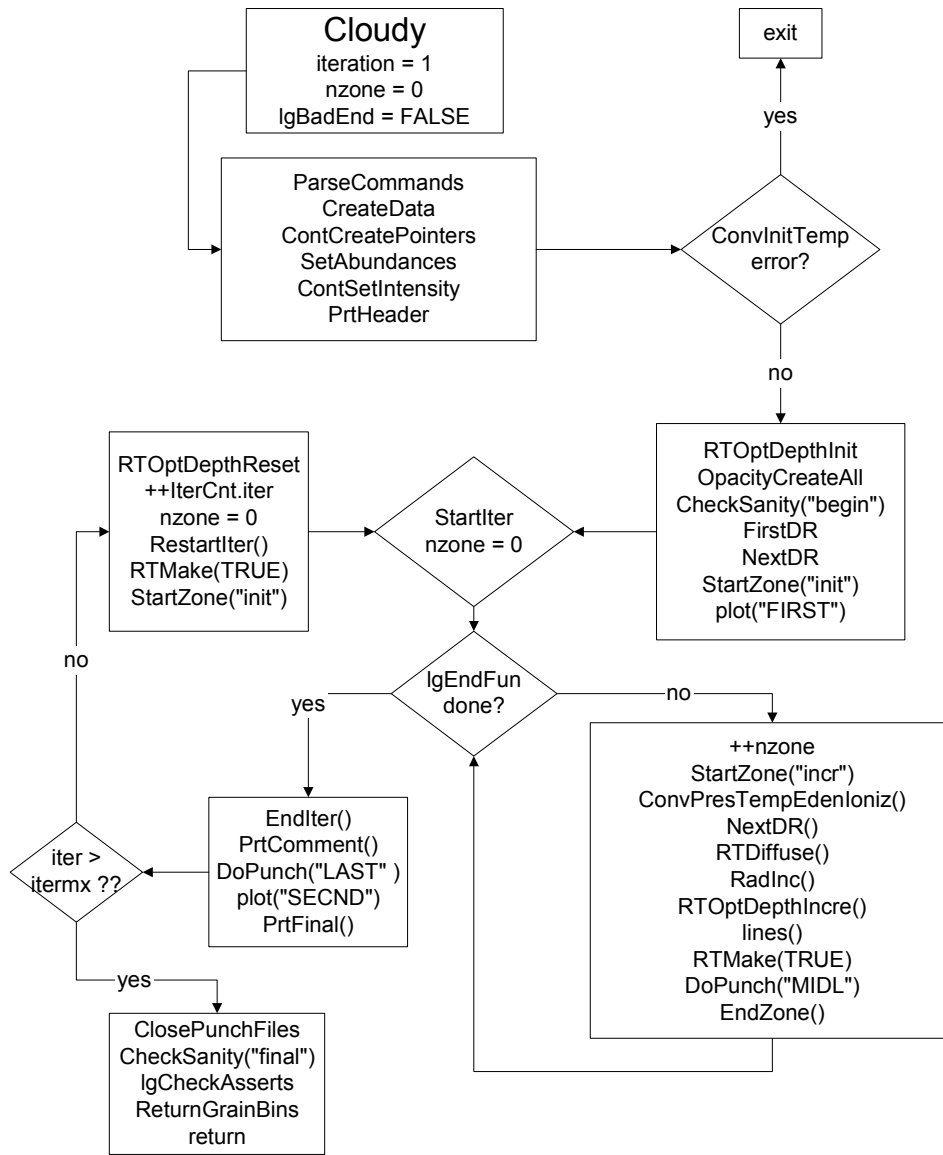 Cloudy
iteration = 1
nzone = 0
lgBadEnd = FALSE
exit
yes
ParseCommands
CreateData
ContCreatePointers
SetAbundances
ContSetIntensity
PrtHeader
ConvInitTemp
error?
no
RTOptDepthReset
++IterCnt.iter
nzone = 0
RestartIter()
RTMake(TRUE)
StartZone("init")
StartIter
nzone = 0
RTOptDepthInit
OpacityCreateAll
CheckSanity("begin")
FirstDR
NextDR
StartZone("init")
plot("FIRST")
no
yes
lgEndFun
done?
no
++nzone
StartZone("incr")
ConvPresTempEdenIoniz()
NextDR()
RTDiffuse()
RadInc()
RTOptDepthIncre()
lines()
RTMake(TRUE)
DoPunch("MIDL")
EndZone()
iter >
itermx ??
EndIter()
PrtComment()
DoPunch("LAST" )
plot("SECND")
PrtFinal()
yes
ClosePunchFiles
CheckSanity("final")
lgCheckAsserts
ReturnGrainBins
return